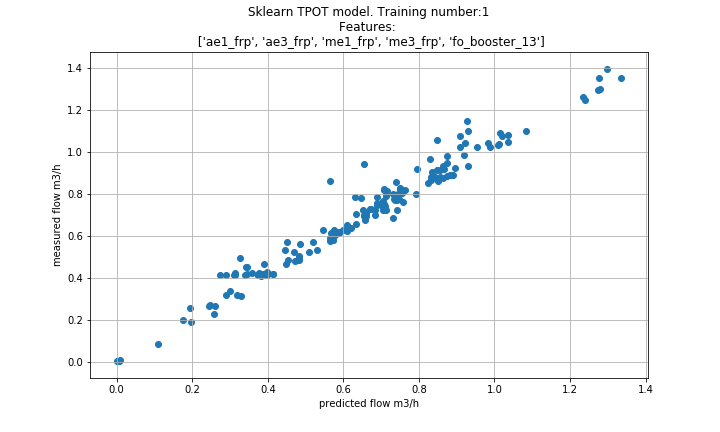 Sklearn TPOT model. Training number:1
Features:
['ae1_frp', 'ae3_frp', 'me1_frp', 'me3_frp', 'fo_booster_13']
1.4
1.2
1.0
0.8
0.6
0.4
0.2
0.0
measured flow m3/h
0.0 0.2 0.4 0.6 0.8 1.0 1.2 1.4
predicted flow m3/h